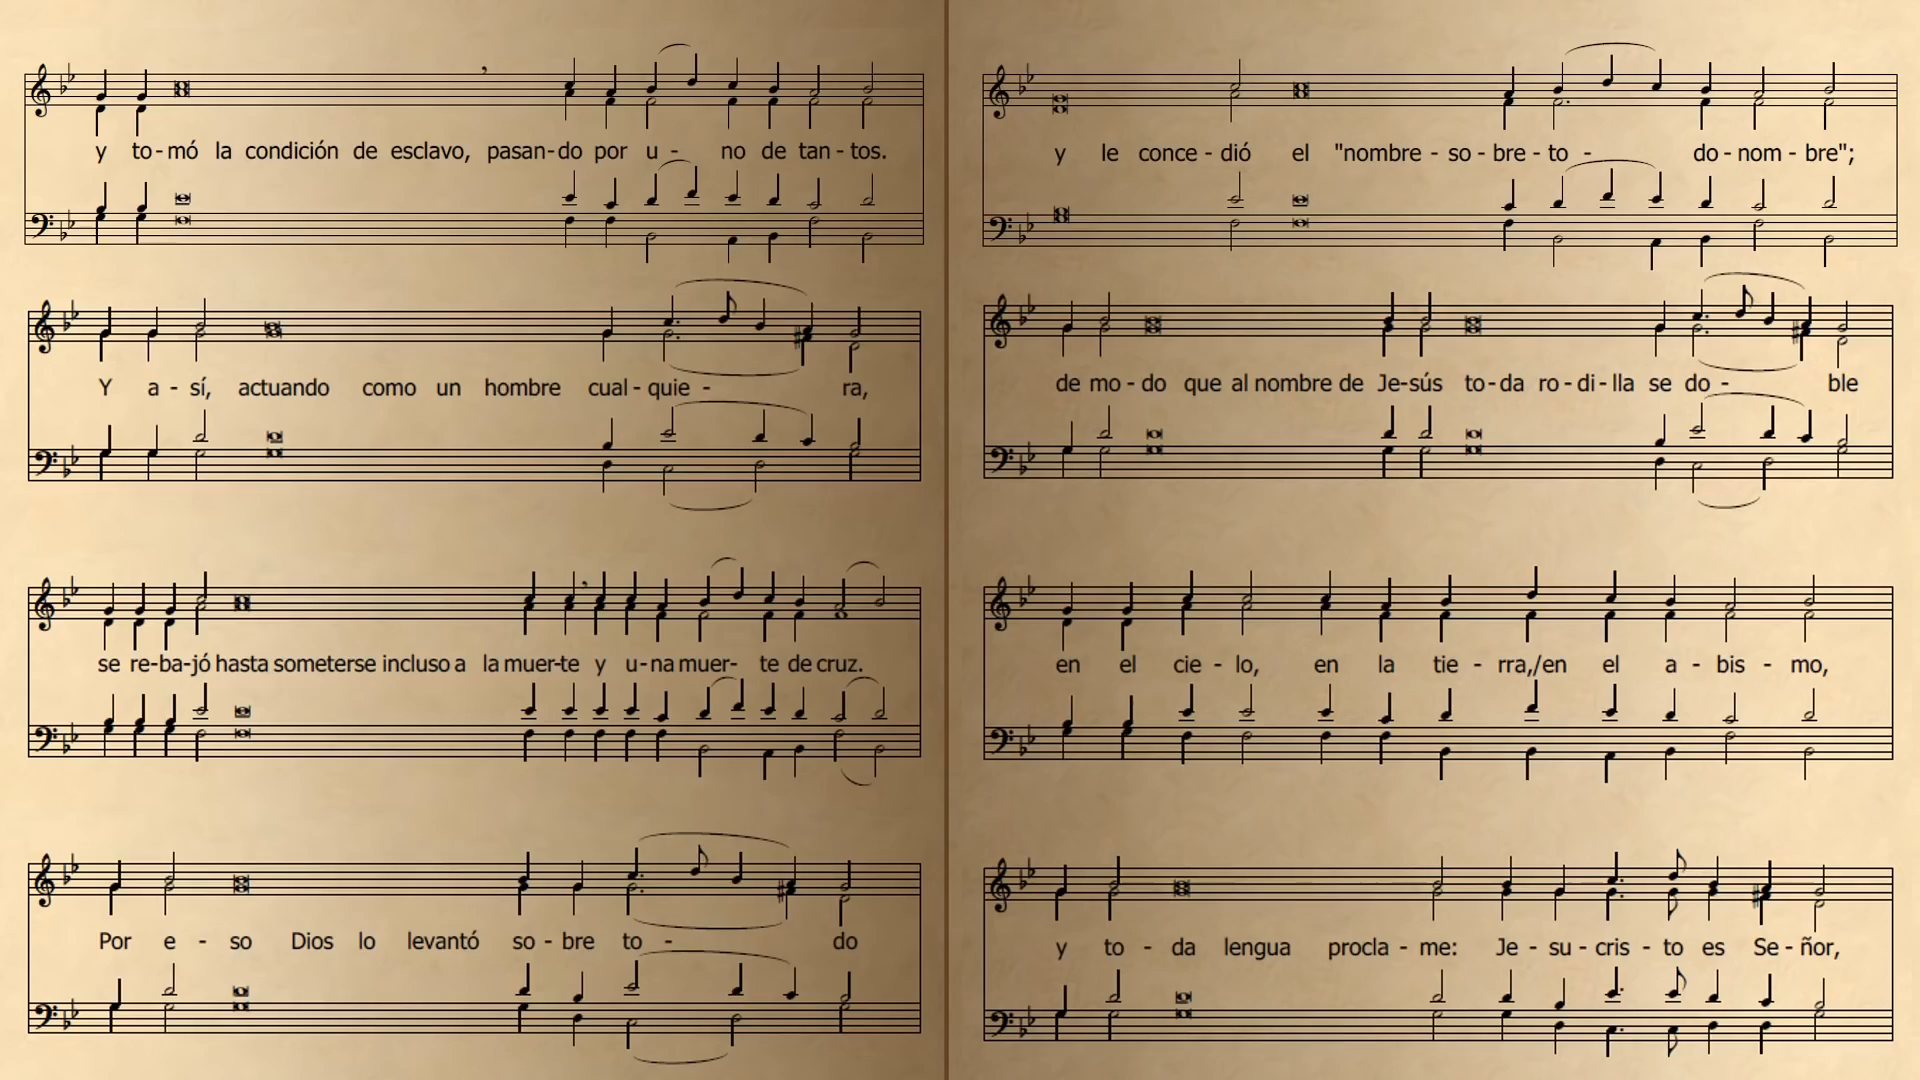 y to-mó la condición de esclavo, pasan-do por u - no de tan-tos.
Y a - sí, actuando como un hombre cual-quie - ra,
se re-ba-jó hasta someterse incluso a la muer-te y u-na muer- te de cruz.
Por e - so Dios lo levantó so - bre to - do
y le conce - dió el "nombre - so - bre - to - do - nom - bre";
de mo - do que al nombre de Je-sús to-da ro-di-lla se do - ble
en el cie - lo, en la tie - rra,/en el a - bis - mo,
y to - da lengua procla - me: Je - su - cris - to es Se - ñor,